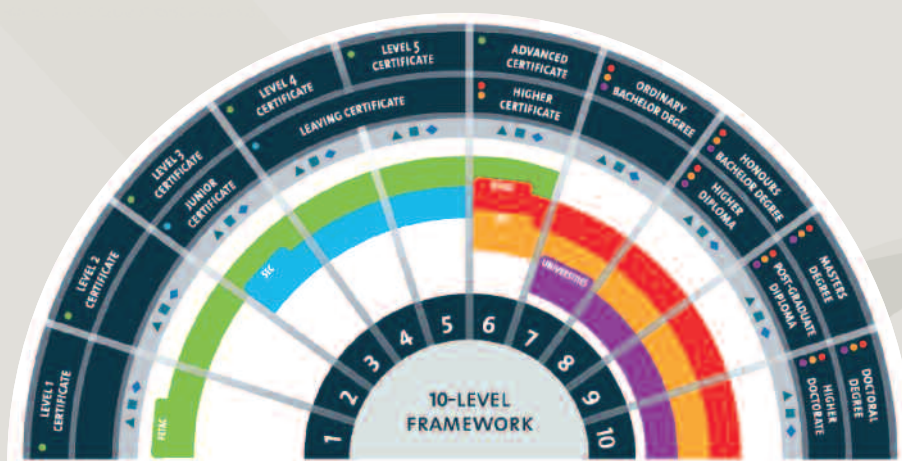 LEVEL 1
CERTIFICATE
LEVEL 2
CERTIFICATE
LEVEL 3
CERTIFICATE
JUNIOR
CERTIFICATE
LEVEL 4
CERTIFICATE
LEVEL 5
CERTIFICATE
LEAVING CERTIFICATE
ADVANCED
CERTIFICATE
HIGHER
CERTIFICATE
ORDINARY
BACHELOR DEGREE
HONOURS
BACHELOR DEGREE
HIGHER
DIPLOMA
MASTERS
DEGREE
POST-GRADUATE
DIPLOMA
DOCTORAL
DEGREE
HIGHER
DOCTORATE
FETAC
SEC
UNIVERSITIES
1
2
3
4
5
6
7
8
9
10
10-LEVEL
FRAMEWORK